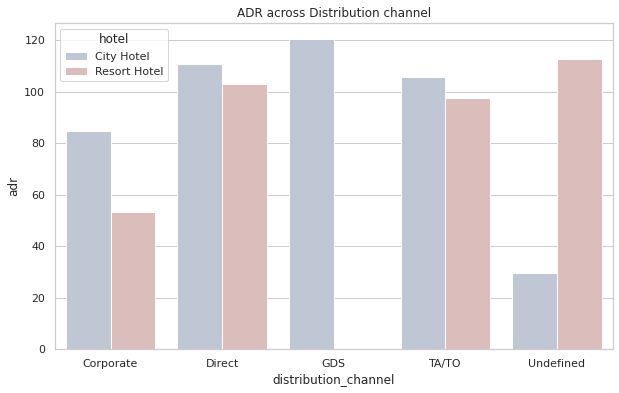 ADR across Distribution channel
hotel
City Hotel
Resort Hotel
120
100
80
60
40
20
0
adr
Corporate
Direct
GDS
TA/TO
Undefined
distribution_channel